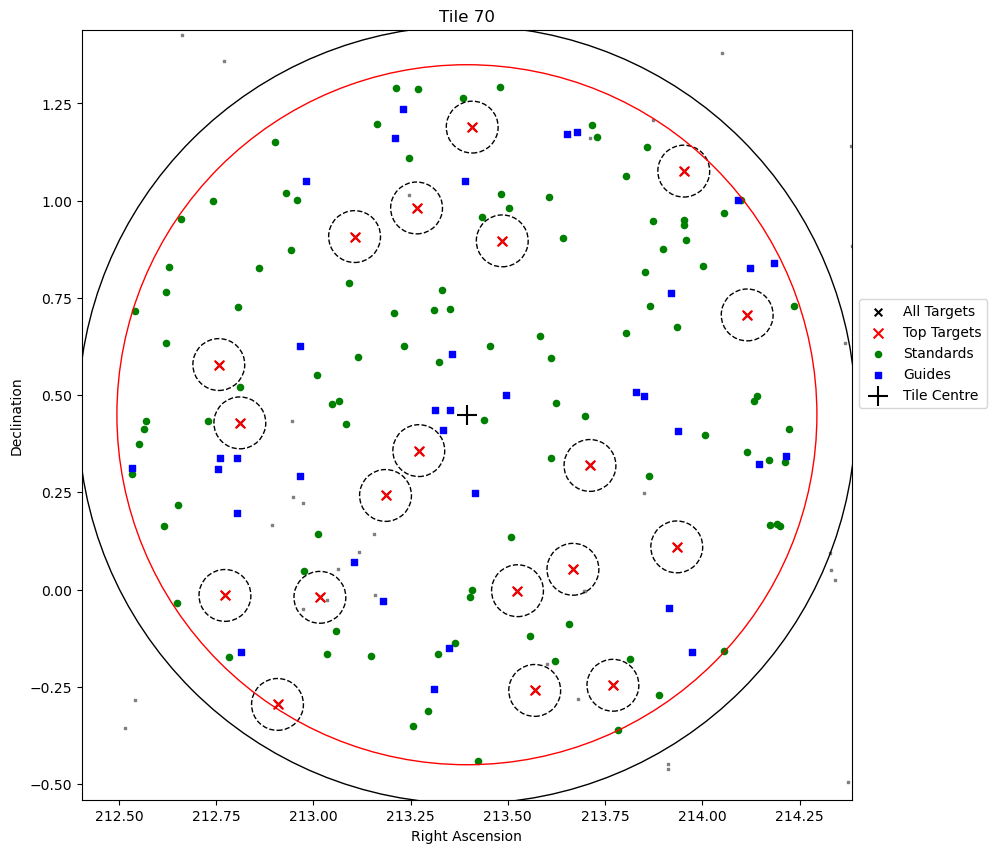 Tile 70
1.25
1.00
0.75
0.50
0.25
0.00
−0.25
−0.50
Declination
212.50 212.75 213.00 213.25 213.50 213.75 214.00 214.25
Right Ascension
All Targets
Top Targets
Standards
Guides
Tile Centre